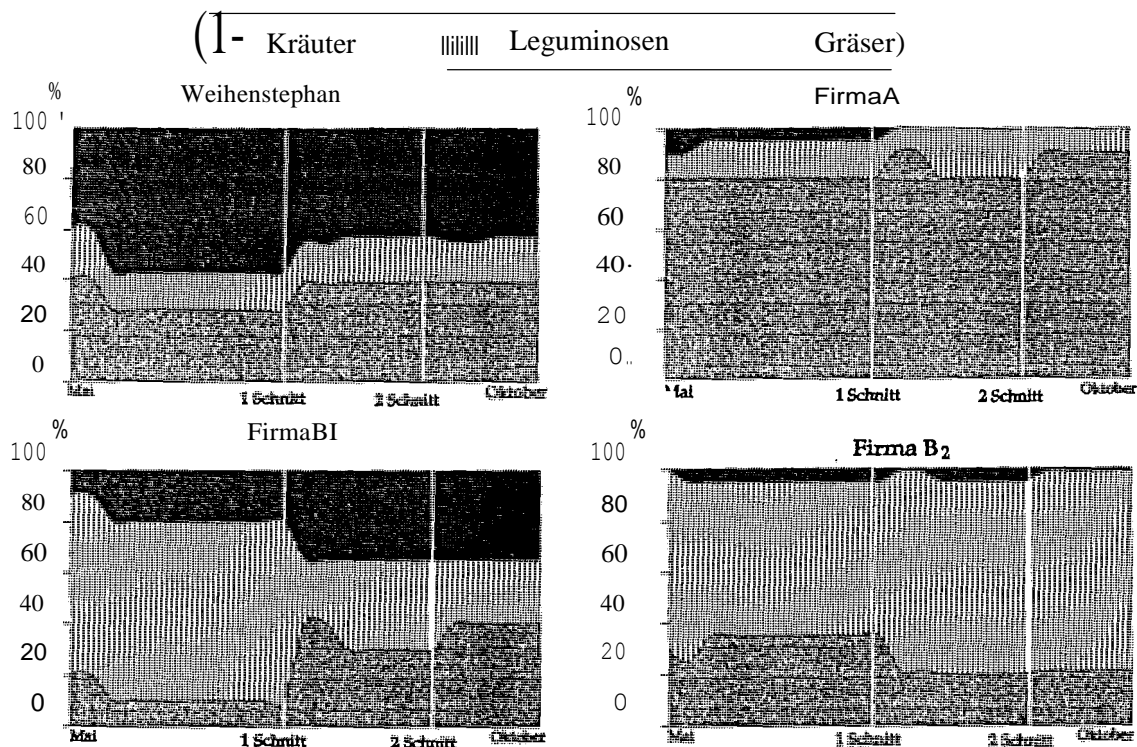 (1- Kräuter Leguminosen Gräser)
% Weihenstephan
100 '
80
60
40
20
0
Mai 1 Schnitt 2 Schnitt Oktober
% FirmaA
100
80
60
40.
20
0..
1 Schnitt 2 Schnitt Oktober
% FirmaBI
100
80
60
40
20
0
Mai 1 Schnitt 2 Schnitt Oktober
% Firma B₂
100
80
60
40
20
0
Mai 1 Schnitt 2 Schnitt Oktober